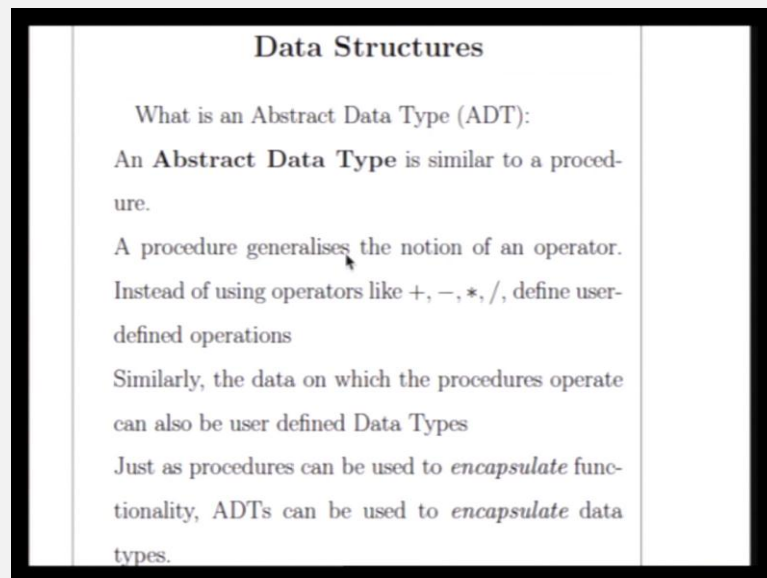 Data Structures
What is an Abstract Data Type (ADT):
An Abstract Data Type is similar to a proced-
ure.
A procedure generalises the notion of an operator.
Instead of using operators like +, −, *, /, define user-
defined operations
Similarly, the data on which the procedures operate
can also be user defined Data Types
Just as procedures can be used to encapsulate func-
tionality, ADTs can be used to encapsulate data
types.